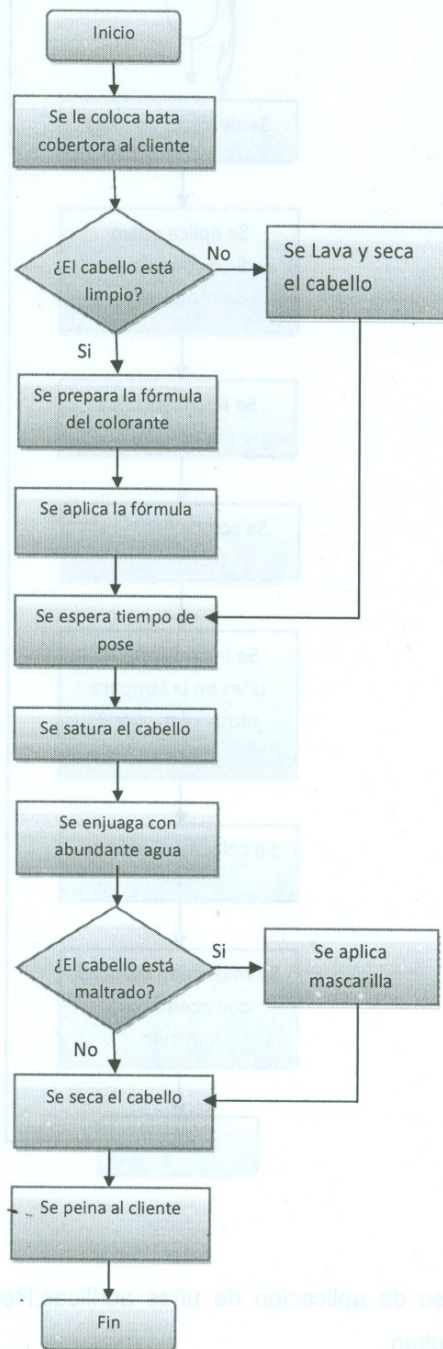 Inicio
Se le coloca bata
cobertora al cliente
¿El cabello está
limpio?
No
Se Lava y seca
el cabello
Si
Se prepara la fórmula
del colorante
Se aplica la fórmula
Se espera tiempo de
pose
Se satura el cabello
Se enjuaga con
abundante agua
¿El cabello está
maltrado?
Si
Se aplica
mascarilla
No
Se seca el cabello
Se peina al cliente
Fin